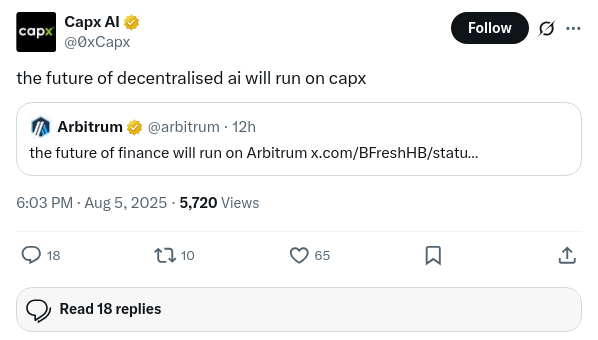 capx
Capx AI
@0xCapx
Follow
the future of decentralised ai will run on capx
Arbitrum @arbitrum · 12h
the future of finance will run on Arbitrum x.com/BFreshHB/statu...
6:03 PM · Aug 5, 2025 · 5,720 Views
18 10 65
Read 18 replies